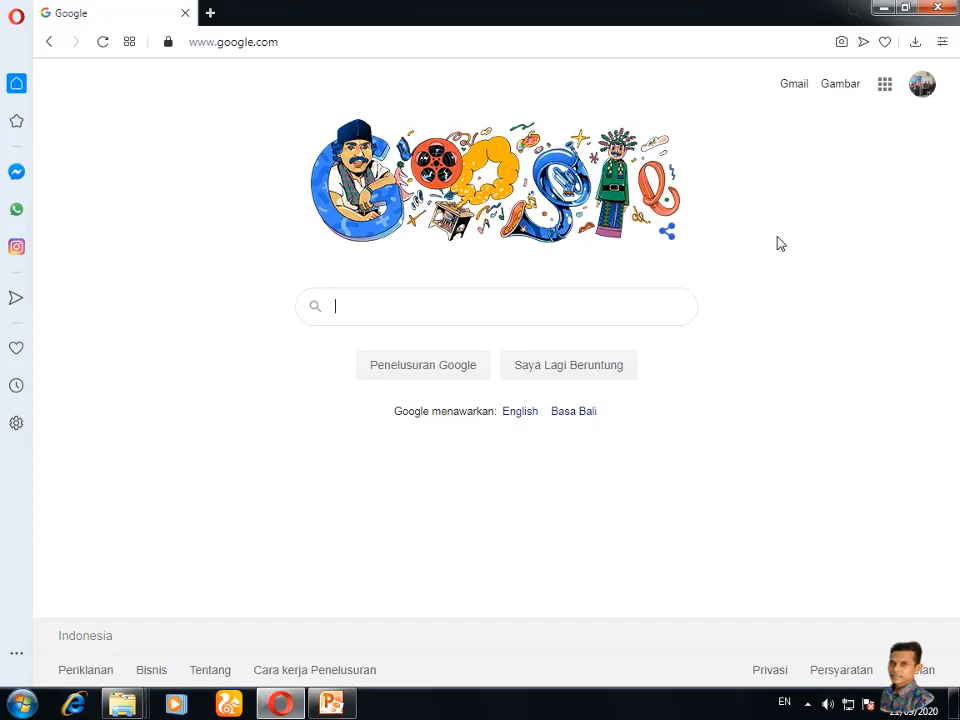 Google
www.google.com
Gmail Gambar
Penelusuran Google Saya Lagi Beruntung
Google menawarkan: English Basa Bali
Indonesia
Periklanan Bisnis Tentang Cara kerja Penelusuran Privasi Persyaratan
EN